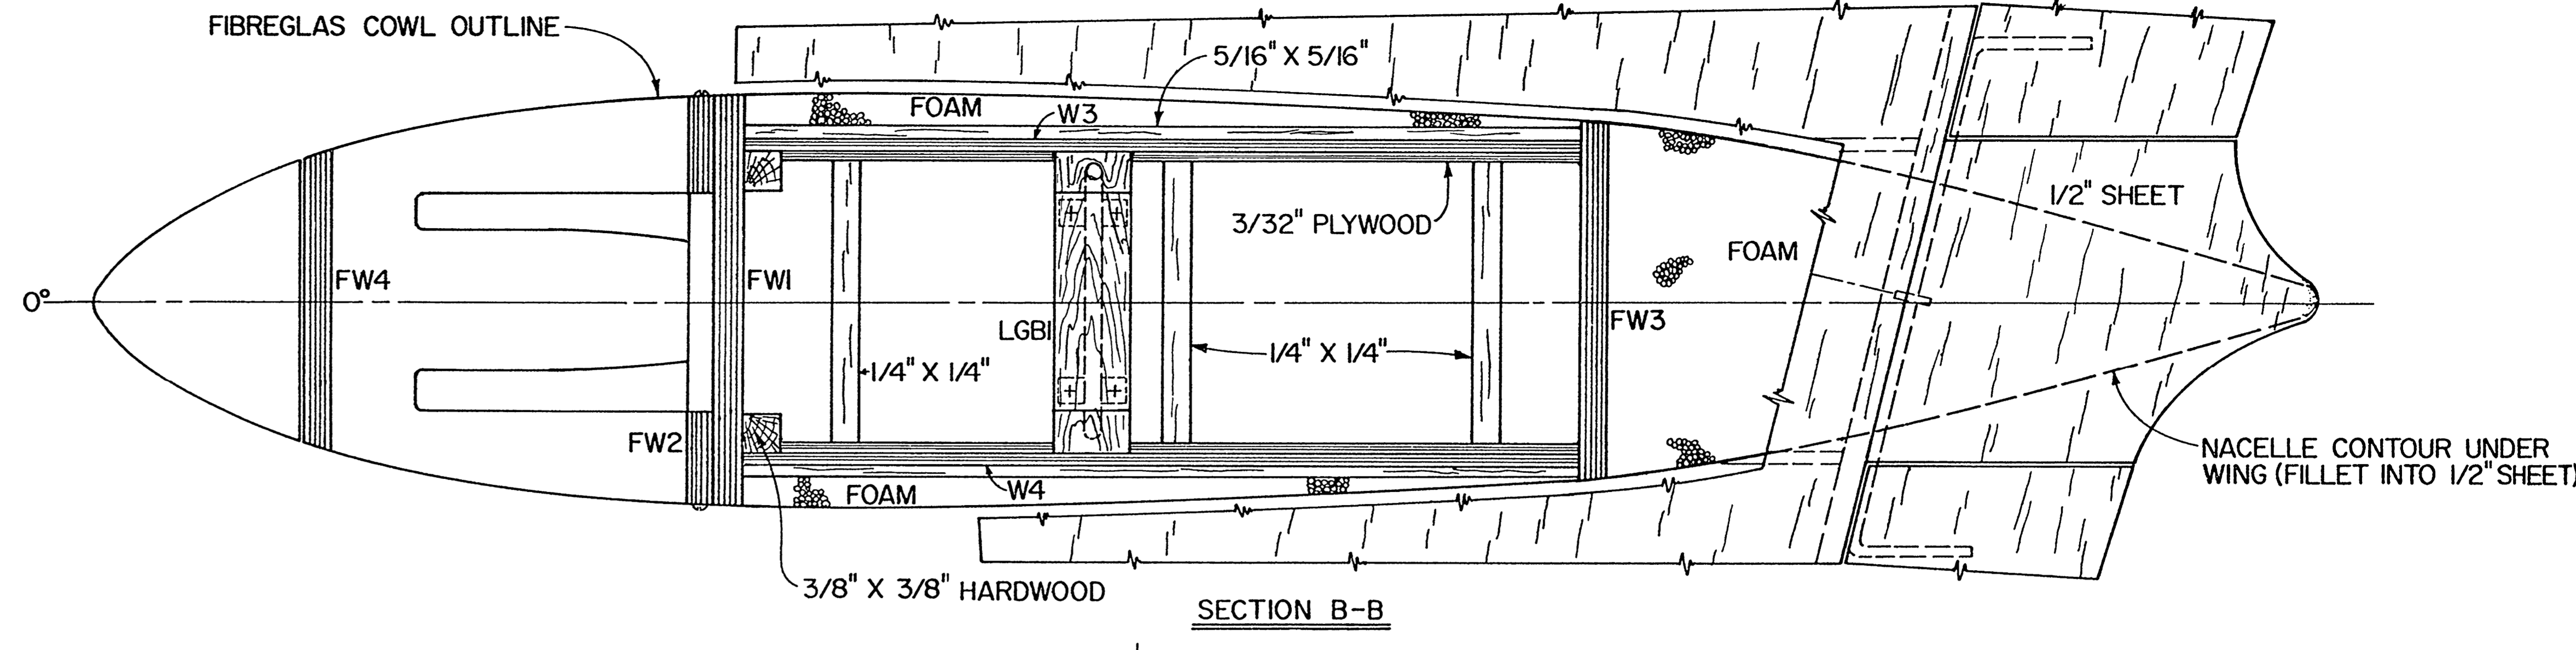 FIBREGLAS COWL OUTLINE
5/16" X 5/16"
FOAM
W3
1/2" SHEET
3/32" PLYWOOD
FOAM
FW4
FW1
0°
LGB1
FW3
1/4" X 1/4"
1/4" X 1/4"
FW2
NACELLE CONTOUR UNDER
WING (FILLET INTO 1/2" SHEET)
W4
FOAM
3/8" X 3/8" HARDWOOD
SECTION B-B